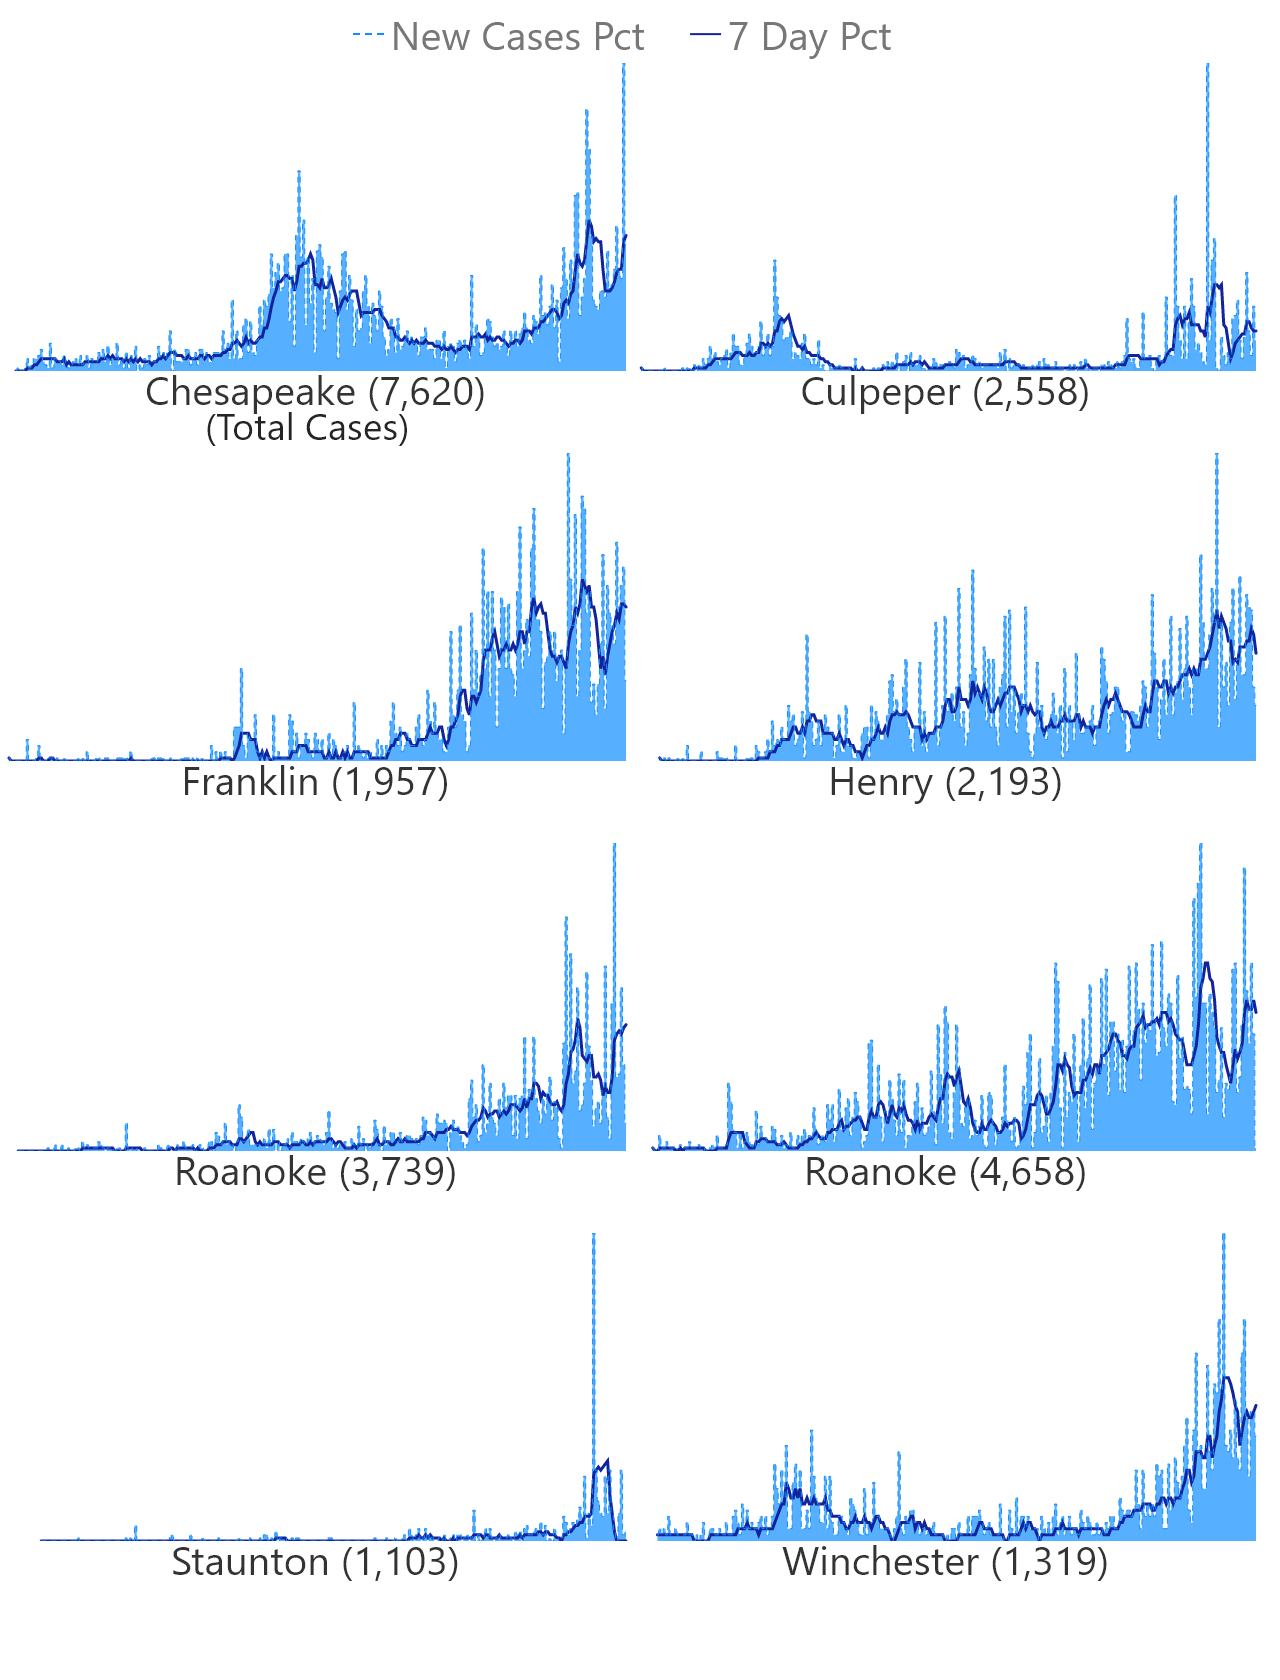 New Cases Pct 7 Day Pct
Chesapeake (7,620) Culpeper (2,558)
(Total Cases)
Franklin (1,957) Henry (2,193)
Roanoke (3,739) Roanoke (4,658)
Staunton (1,103) Winchester (1,319)